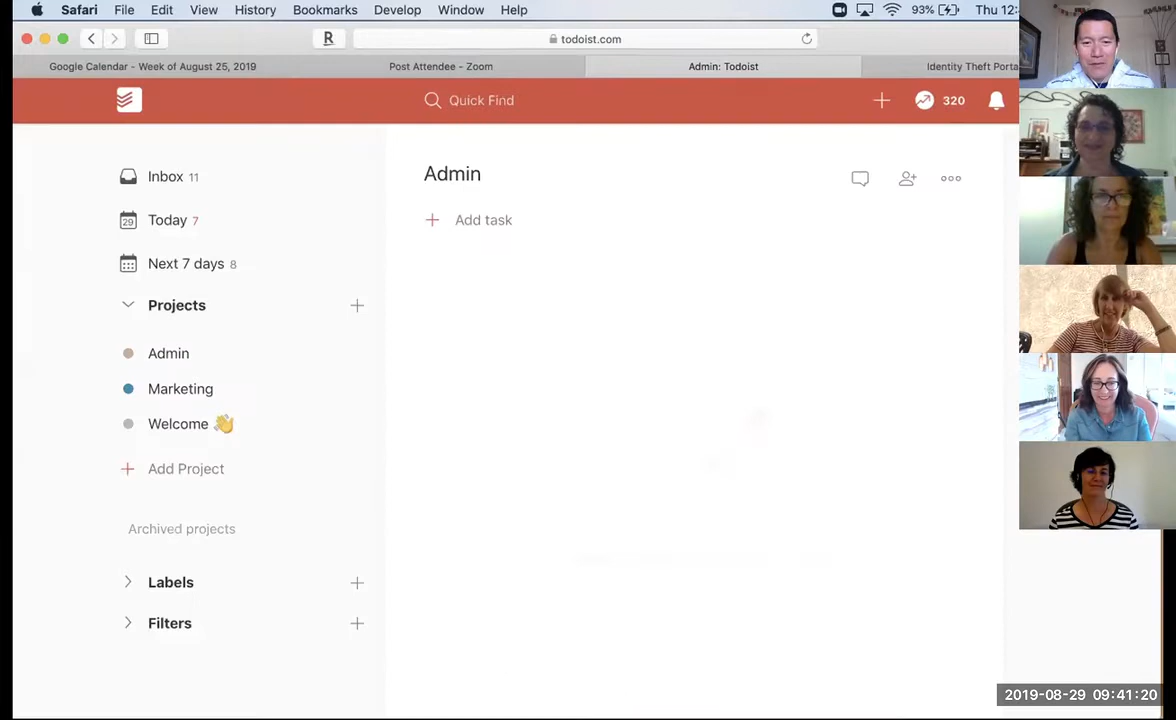 Safari File Edit View History Bookmarks Develop Window Help 93% Thu 12:
R todoist.com
Google Calendar - Week of August 25, 2019 Post Attendee - Zoom Admin: Todoist Identity Theft Porta
Quick Find 320
Admin
Add task
Inbox 11
29 Today 7
Next 7 days 8
Projects
Admin
Marketing
Welcome 👋
Add Project
Archived projects
Labels
Filters
2019-08-29 09:41:20